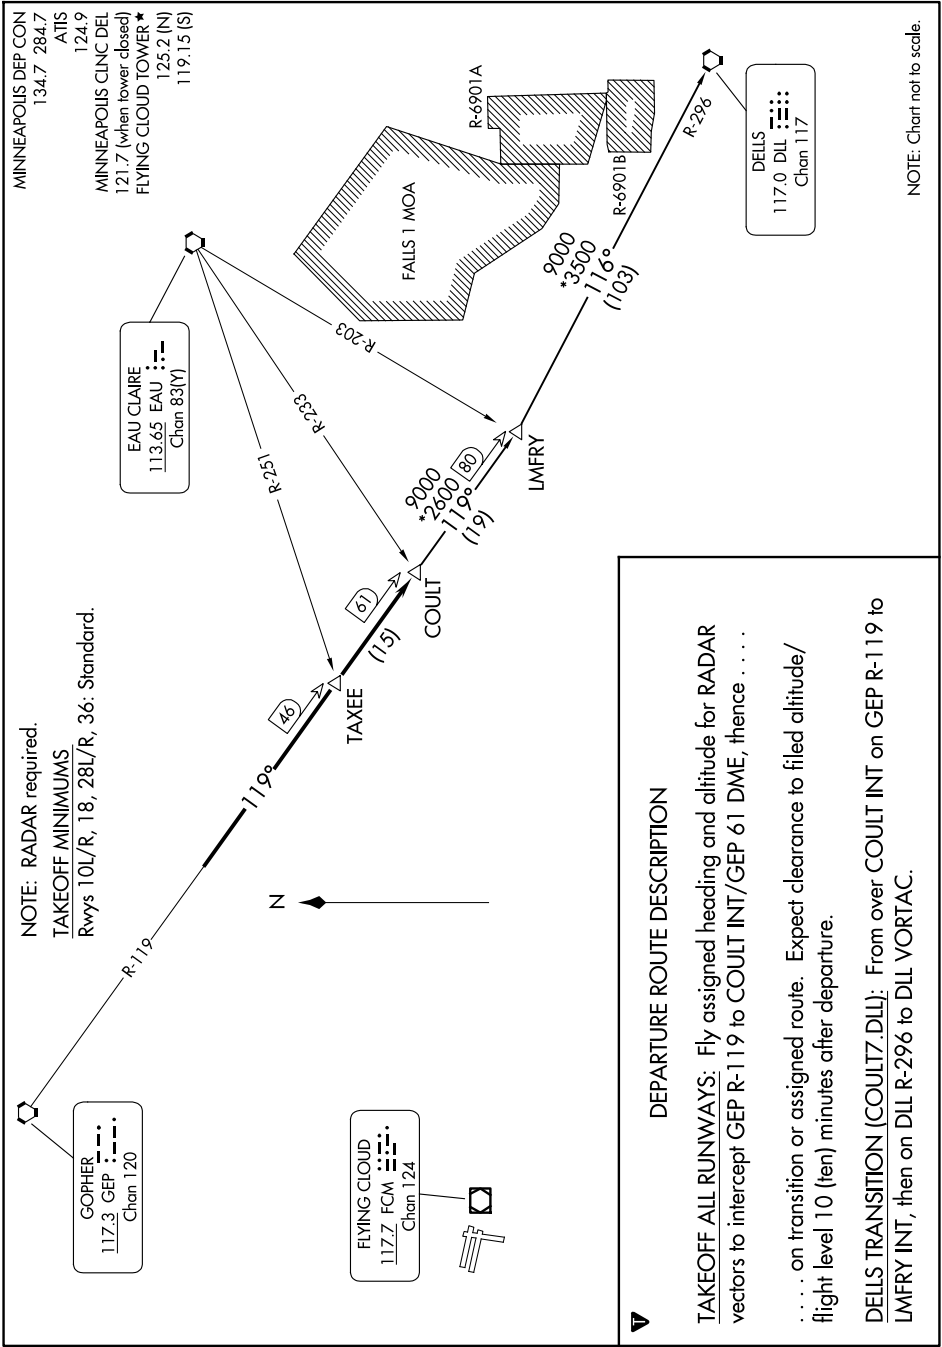 MINNEAPOLIS DEP CON
134.7 284.7
ATIS
124.9
MINNEAPOLIS CLNC DEL
121.7 (when tower closed)
FLYING CLOUD TOWER ★
125.2 (N)
119.15 (S)
NOTE: RADAR required.
TAKEOFF MINIMUMS
Rwys 10L/R, 18, 28L/R, 36: Standard.
GOPHER
117.3 GEP
Chan 120
R-119
119°
46
TAXEE
(15)
61
COULT
9000
*2600
119°
(19)
80
LMFRY
EAU CLAIRE
113.65 EAU
Chan 83(Y)
R-251
R-233
R-203
FALLS 1 MOA
R-6901A
R-6901B
9000
*3500
116°
(103)
R-296
DELLS
117.0 DLL
Chan 117
N
FLYING CLOUD
117.7 FCM
Chan 124
NOTE: Chart not to scale.
T
DEPARTURE ROUTE DESCRIPTION
TAKEOFF ALL RUNWAYS: Fly assigned heading and altitude for RADAR
vectors to intercept GEP R-119 to COULT INT/GEP 61 DME, thence . . . .
. . . . on transition or assigned route. Expect clearance to filed altitude/
flight level 10 (ten) minutes after departure.
DELLS TRANSITION (COULT7.DLL): From over COULT INT on GEP R-119 to
LMFRY INT, then on DLL R-296 to DLL VORTAC.